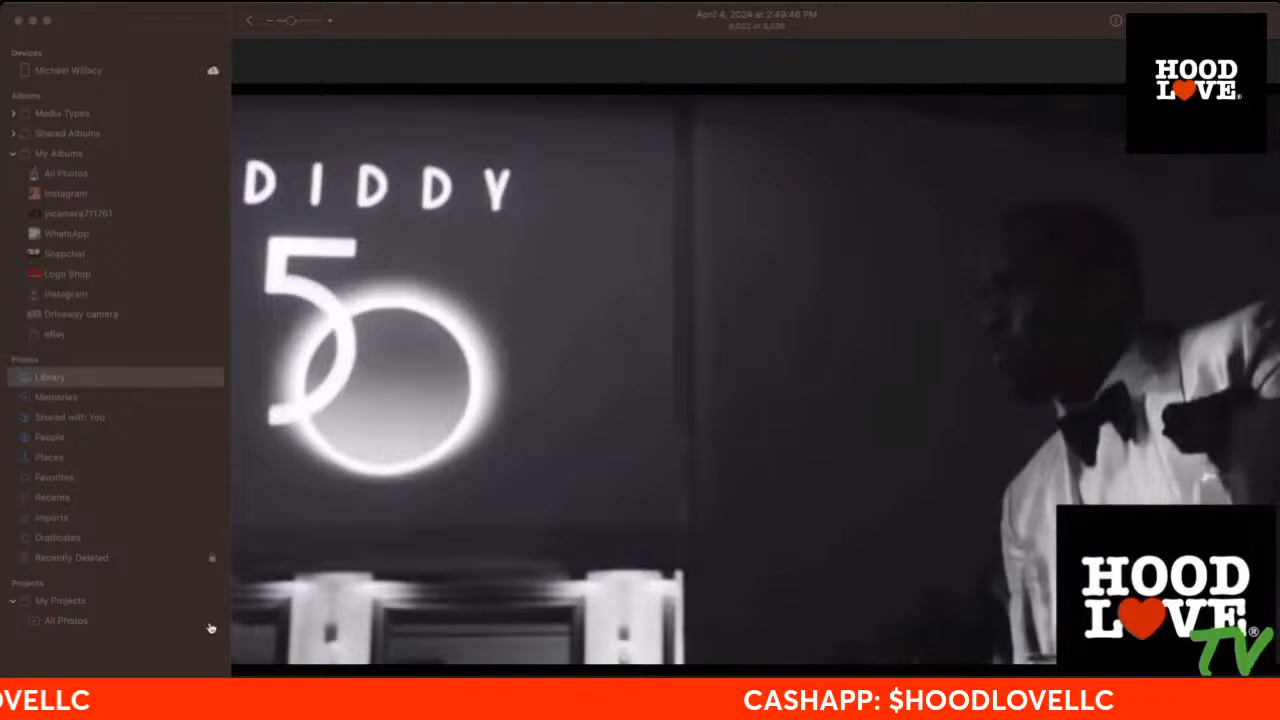 April 4, 2024 at 2:49:46 PM
Devices
Michael Willacy
Albums
Media Types
Shared Albums
My Albums
All Photos
Instagram
yicamera711761
WhatsApp
Snapchat
Logo Shop
Instagram
Driveway camera
eBay
Photos
Library
Memories
Shared with You
People
Places
Favorites
Recents
Imports
Duplicates
Recently Deleted
Projects
My Projects
All Photos
DIDDY
50
HOOD
LOVE®
HOOD
LOVE®
TV
OVELLC
CASHAPP: $HOODLOVELLC